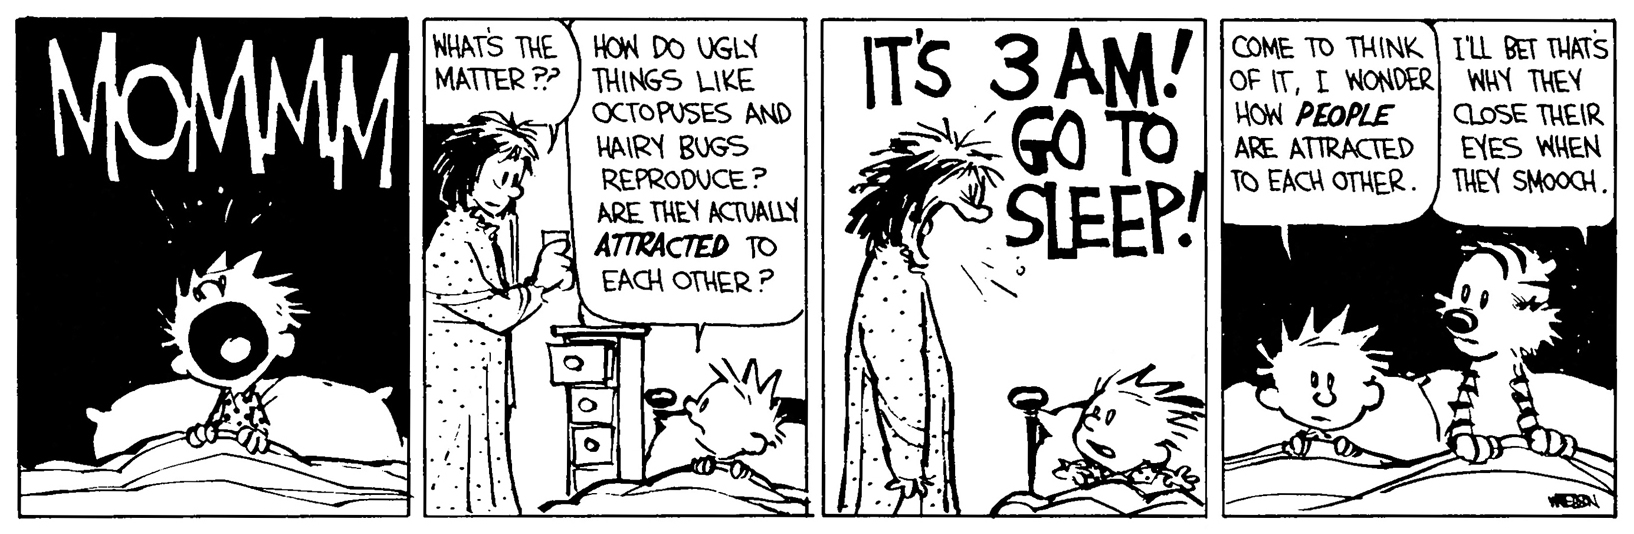 MOMMM
WHAT'S THE
MATTER??
HOW DO UGLY
THINGS LIKE
OCTOPUSES AND
HAIRY BUGS
REPRODUCE?
ARE THEY ACTUALLY
ATTRACTED TO
EACH OTHER?
IT'S 3 AM!
GO TO
SLEEP!
COME TO THINK
OF IT, I WONDER
HOW PEOPLE
ARE ATTRACTED
TO EACH OTHER.
I'LL BET THAT'S
WHY THEY
CLOSE THEIR
EYES WHEN
THEY SMOOCH.
WATTERSON